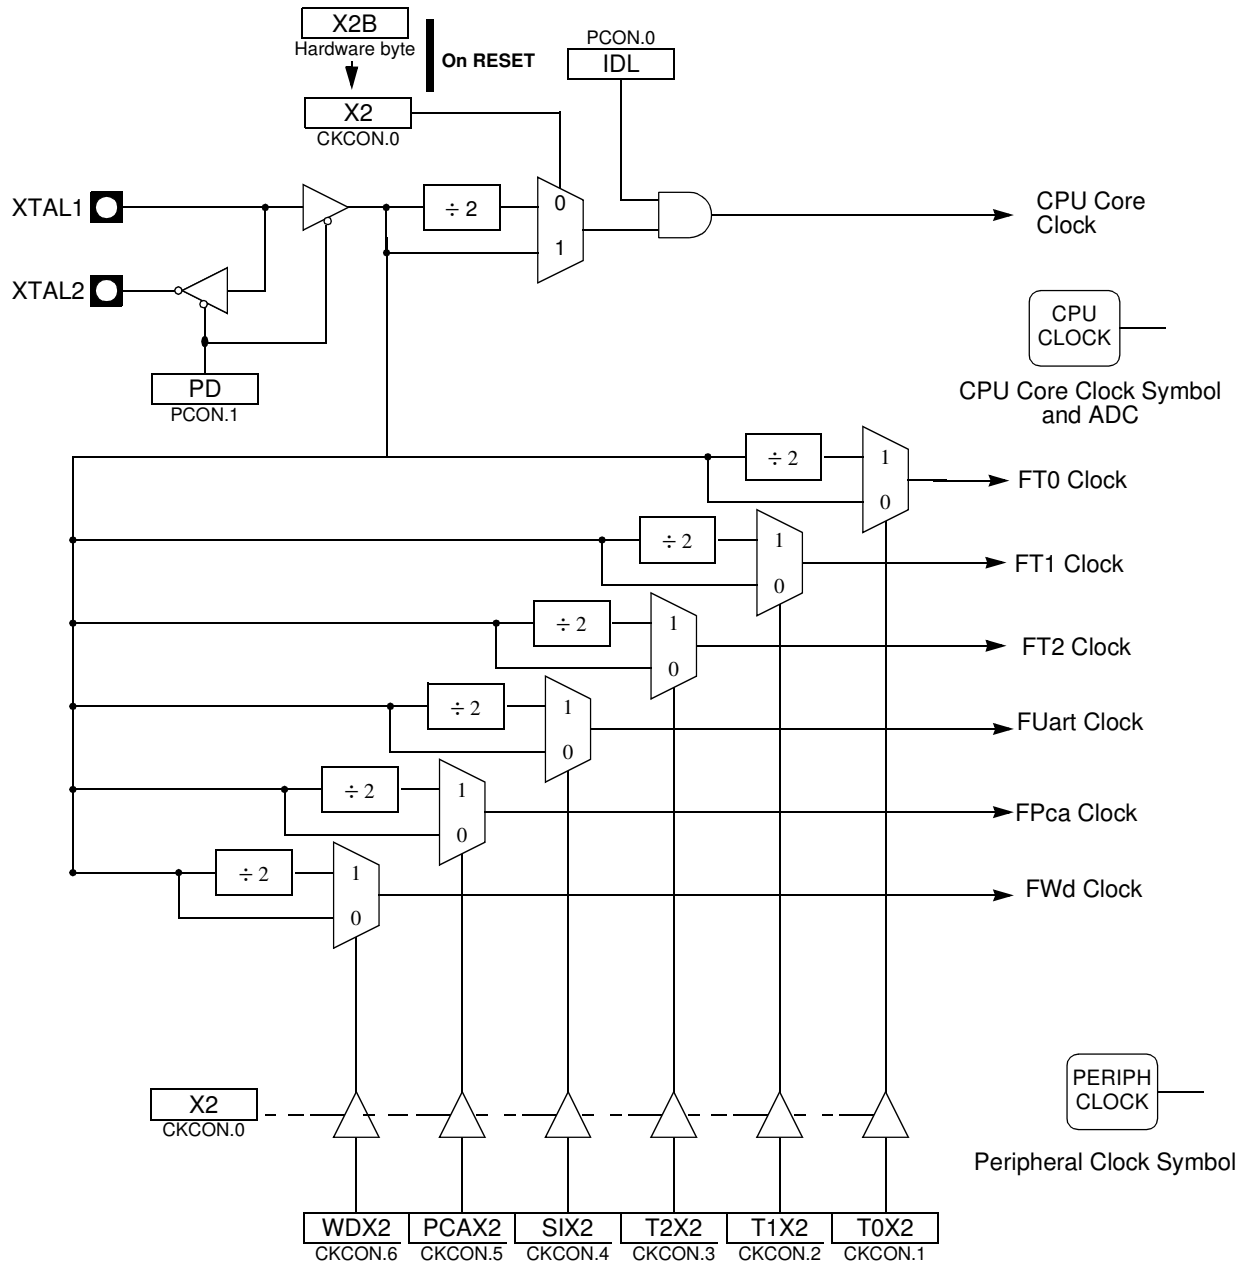 X2B
Hardware byte
On RESET
PCON.0
IDL
X2
CKCON.0
XTAL1
÷ 2
0
1
CPU Core
Clock
XTAL2
CPU
CLOCK
PD
PCON.1
CPU Core Clock Symbol
and ADC
÷ 2
1
0
FT0 Clock
÷ 2
1
0
FT1 Clock
÷ 2
1
0
FT2 Clock
÷ 2
1
0
FUart Clock
÷ 2
1
0
FPca Clock
÷ 2
1
0
FWd Clock
X2
CKCON.0
PERIPH
CLOCK
Peripheral Clock Symbol
WDX2 PCAX2 SIX2 T2X2 T1X2 T0X2
CKCON.6 CKCON.5 CKCON.4 CKCON.3 CKCON.2 CKCON.1